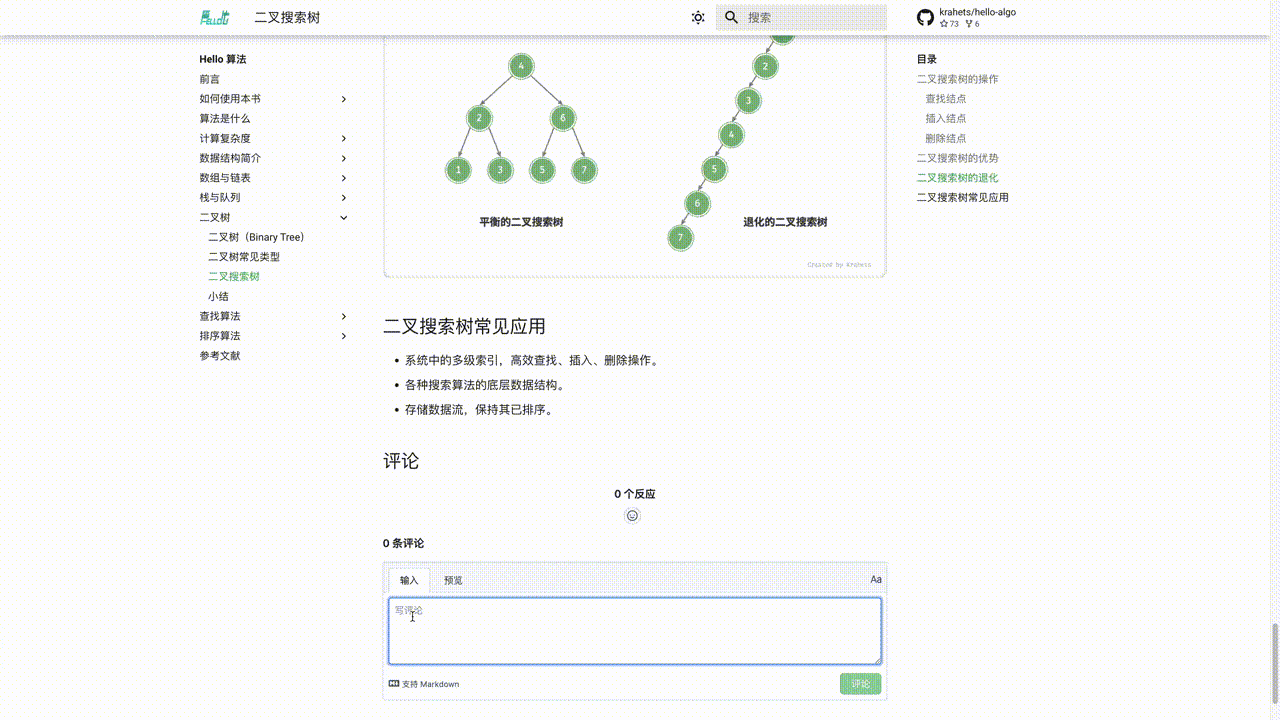 HELLO
二叉搜索树
搜索
krahets/hello-algo
73 6
Hello 算法
前言
如何使用本书
算法是什么
计算复杂度
数据结构简介
数组与链表
栈与队列
二叉树
二叉树（Binary Tree）
二叉树常见类型
二叉搜索树
小结
查找算法
排序算法
参考文献
4
2 6
1 3 5 7
平衡的二叉搜索树
2
3
4
5
6
7
退化的二叉搜索树
Created by Krahets
二叉搜索树常见应用
• 系统中的多级索引，高效查找、插入、删除操作。
• 各种搜索算法的底层数据结构。
• 存储数据流，保持其已排序。
评论
0 个反应
0 条评论
输入 预览 Aa
写评论
支持 Markdown
评论
目录
二叉搜索树的操作
查找结点
插入结点
删除结点
二叉搜索树的优势
二叉搜索树的退化
二叉搜索树常见应用